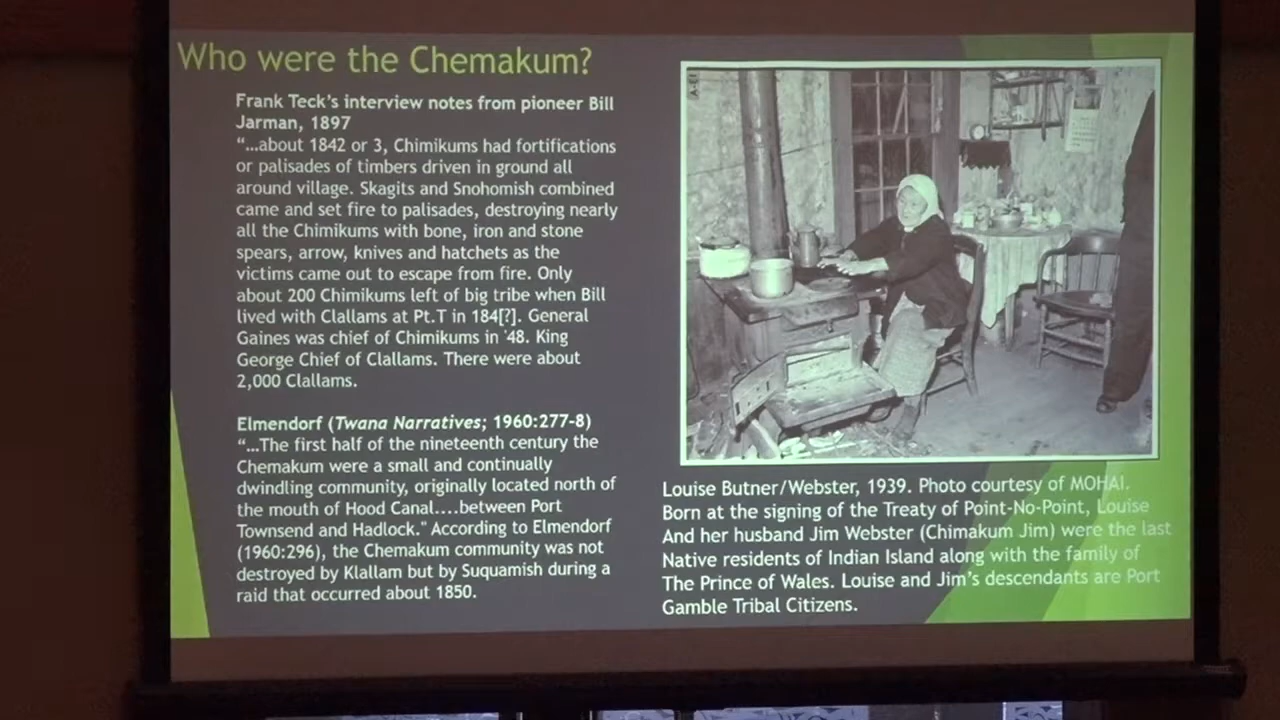 Who were the Chemakum?
Frank Teck's interview notes from pioneer Bill
Jarman, 1897
"...about 1842 or 3, Chimikums had fortifications
or palisades of timbers driven in ground all
around village. Skagits and Snohomish combined
came and set fire to palisades, destroying nearly
all the Chimikums with bone, iron and stone
spears, arrow, knives and hatchets as the
victims came out to escape from fire. Only
about 200 Chimikums left of big tribe when Bill
lived with Clallams at Pt.T in 184[?]. General
Gaines was chief of Chimikums in '48. King
George Chief of Clallams. There were about
2,000 Clallams.
Elmendorf (Twana Narratives; 1960:277-8)
"...The first half of the nineteenth century the
Chemakum were a small and continually
dwindling community, originally located north of
the mouth of Hood Canal....between Port
Townsend and Hadlock." According to Elmendorf
(1960:296), the Chemakum community was not
destroyed by Klallam but by Suquamish during a
raid that occurred about 1850.
Louise Butner/Webster, 1939. Photo courtesy of MOHAI.
Born at the signing of the Treaty of Point-No-Point, Louise
And her husband Jim Webster (Chimakum Jim) were the last
Native residents of Indian Island along with the family of
The Prince of Wales. Louise and Jim's descendants are Port
Gamble Tribal Citizens.